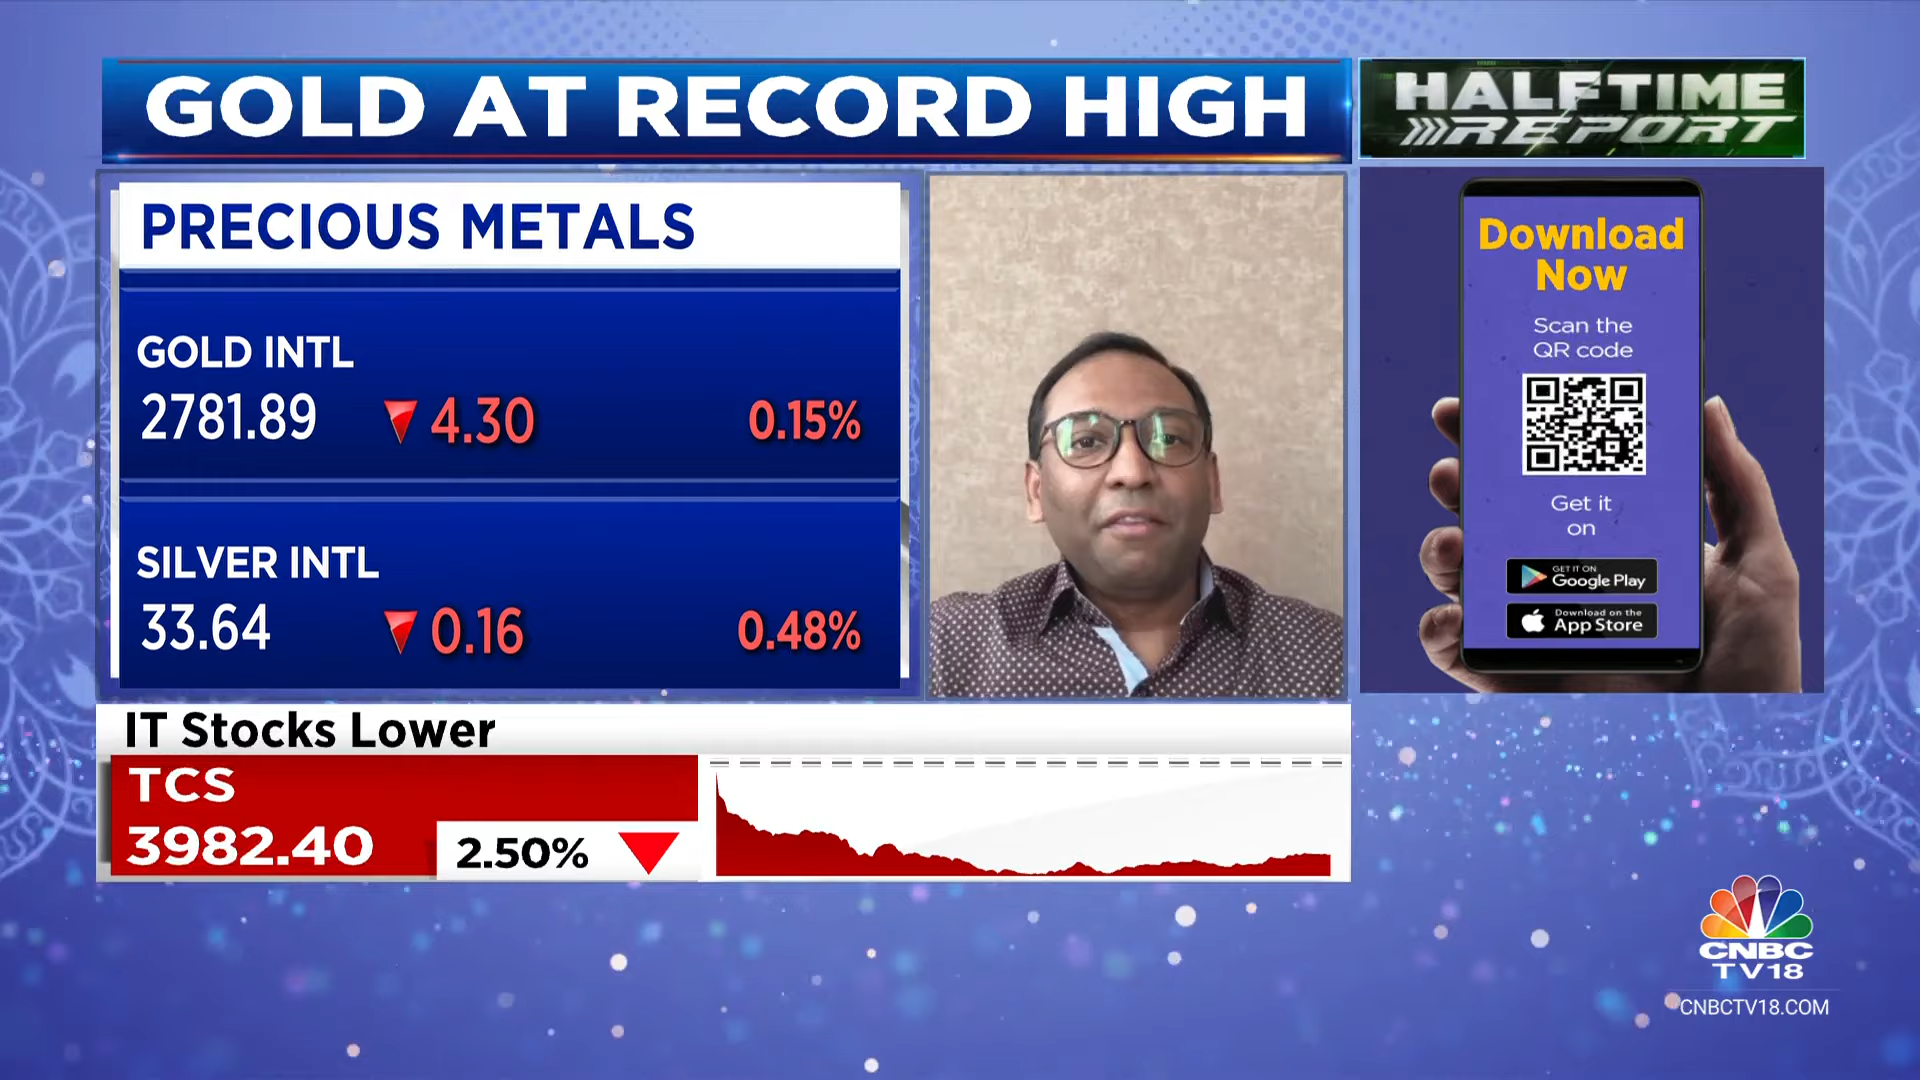 GOLD AT RECORD HIGH
HALFTIME
REPORT
PRECIOUS METALS
GOLD INTL
2781.89 ▼ 4.30 0.15%
SILVER INTL
33.64 ▼ 0.16 0.48%
Download
Now
Scan the
QR code
Get it
on
GET IT ON
Google Play
Download on the
App Store
IT Stocks Lower
TCS
3982.40 2.50% ▼
CNBC
TV18
CNBCTV18.COM